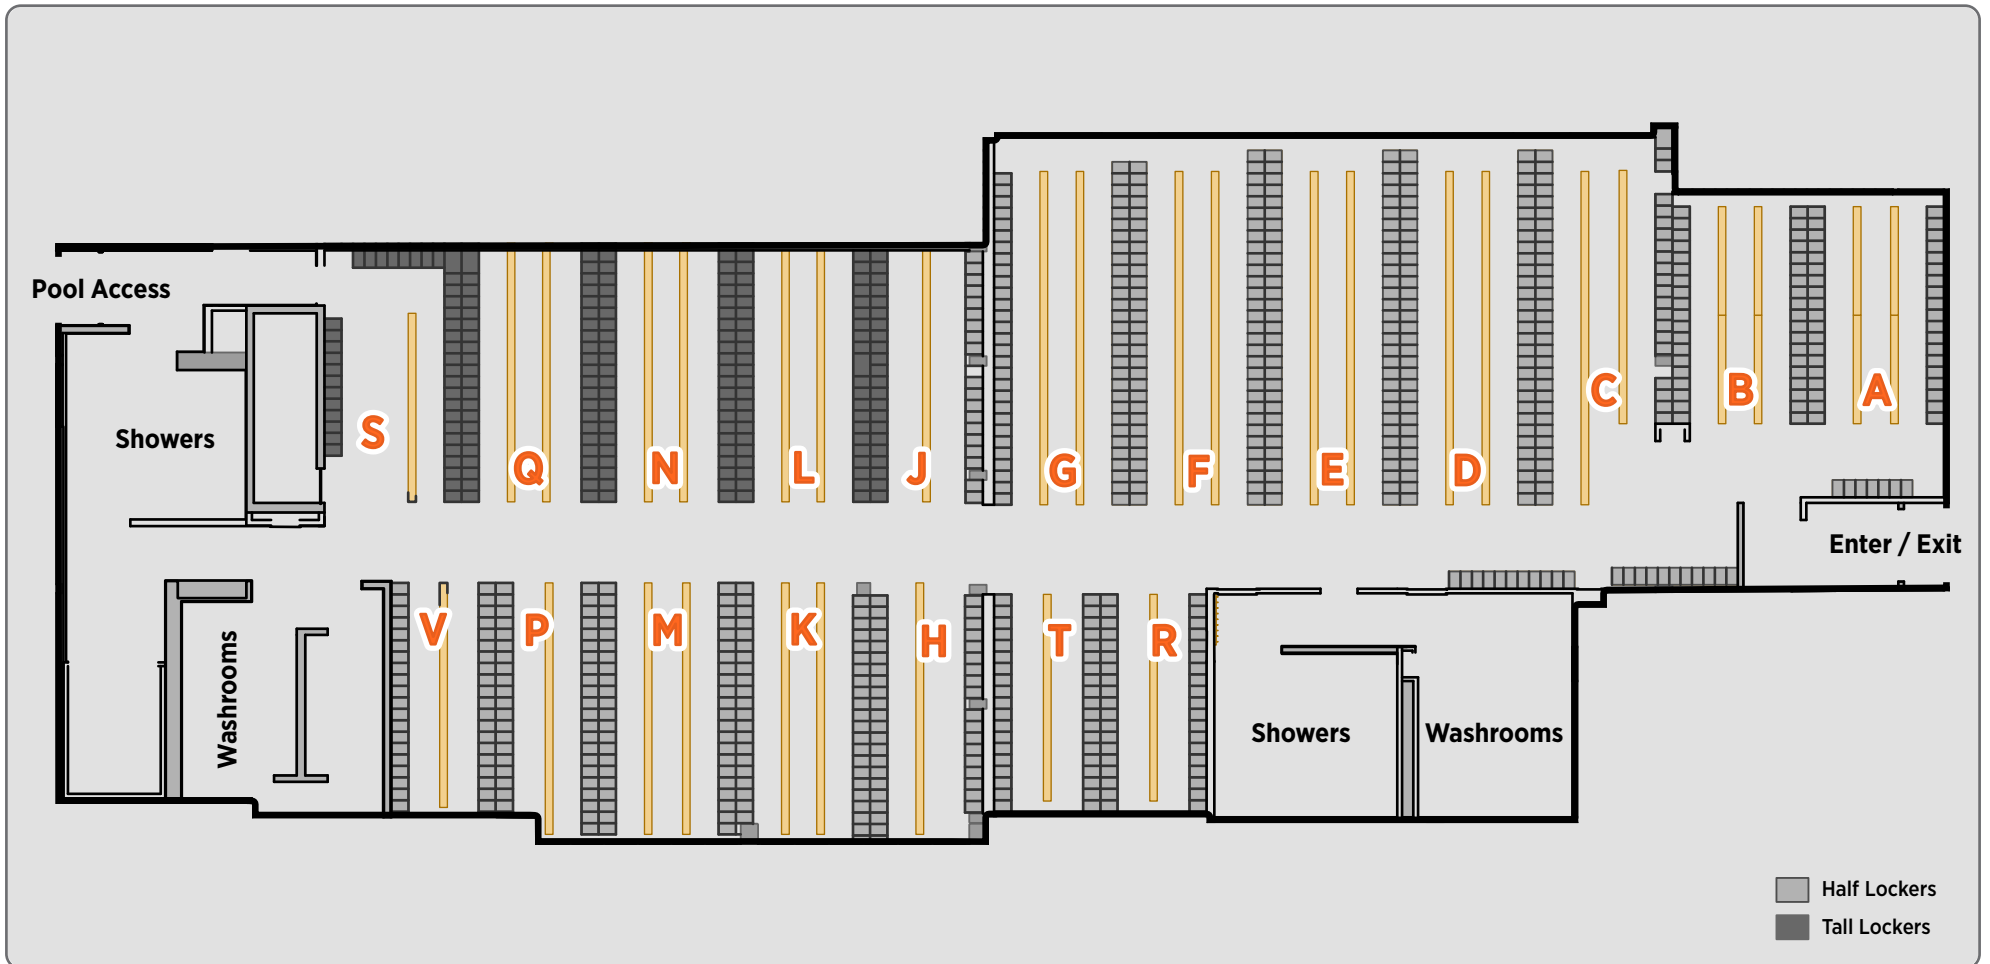 Pool Access
Showers
S
Q
N
L
J
G
F
E
D
C
B
A
Enter / Exit
Washrooms
V
P
M
K
H
T
R
Showers
Washrooms
Half Lockers
Tall Lockers